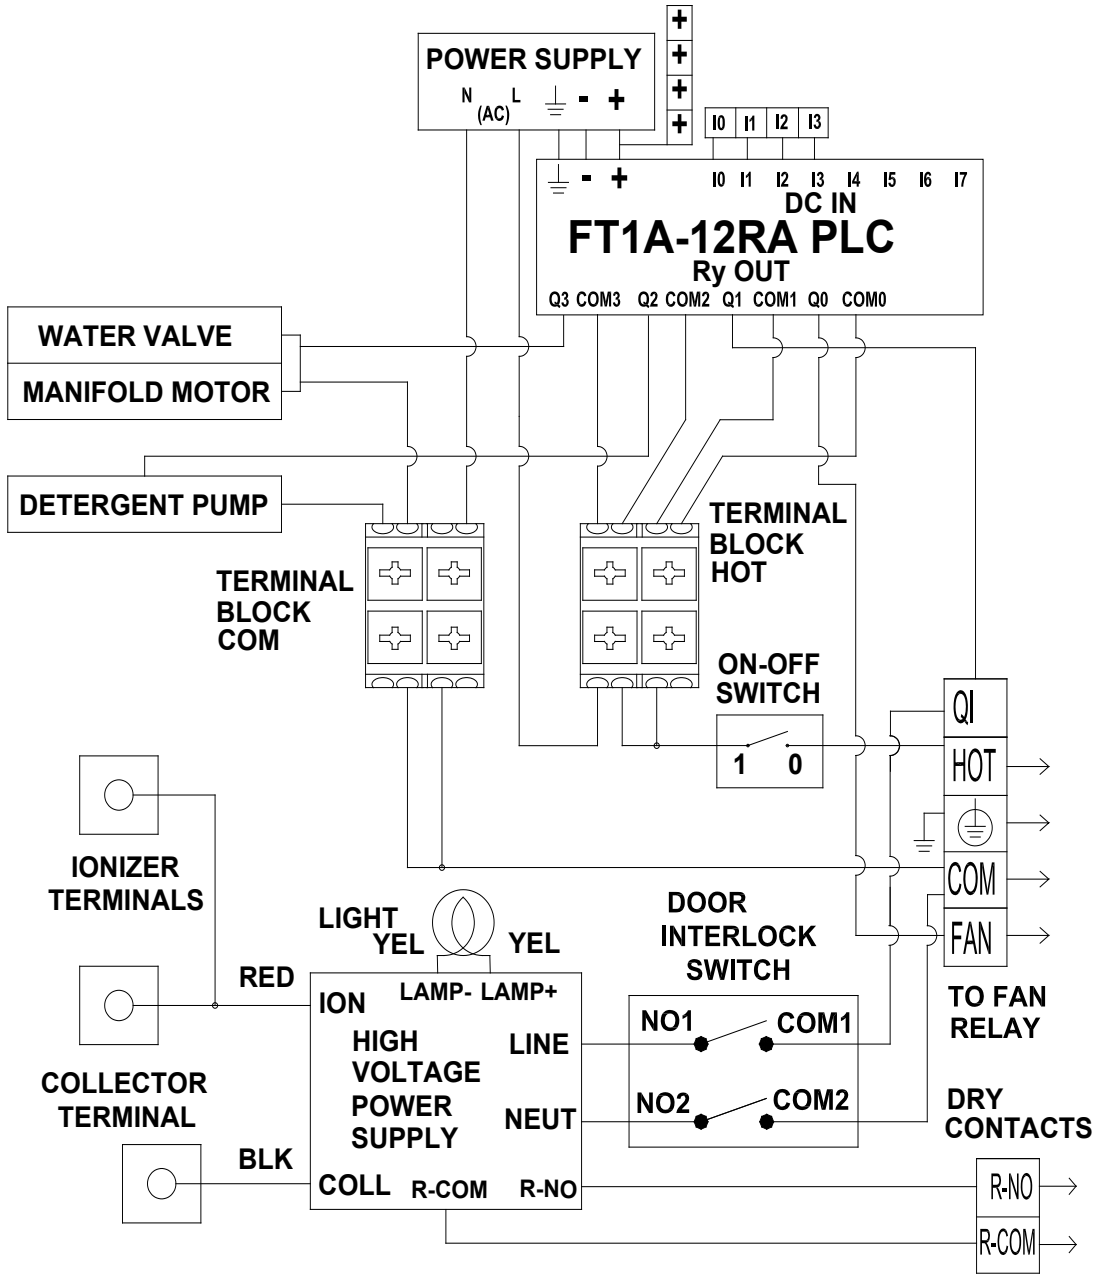 POWER SUPPLY
N L - +
(AC)
+
+
+
+
I0 I1 I2 I3
- + I0 I1 I2 I3 I4 I5 I6 I7
DC IN
FT1A-12RA PLC
Ry OUT
Q3 COM3 Q2 COM2 Q1 COM1 Q0 COM0
WATER VALVE
MANIFOLD MOTOR
DETERGENT PUMP
TERMINAL
BLOCK
HOT
TERMINAL
BLOCK
COM
ON-OFF
SWITCH
1 0
QI
HOT
COM
FAN
TO FAN
RELAY
IONIZER
TERMINALS
LIGHT
YEL YEL
DOOR
INTERLOCK
SWITCH
RED
ION
LAMP- LAMP+
HIGH
VOLTAGE
POWER
SUPPLY
LINE
NEUT
NO1 COM1
NO2 COM2
COLLECTOR
TERMINAL
BLK
COLL R-COM R-NO
DRY
CONTACTS
R-NO
R-COM